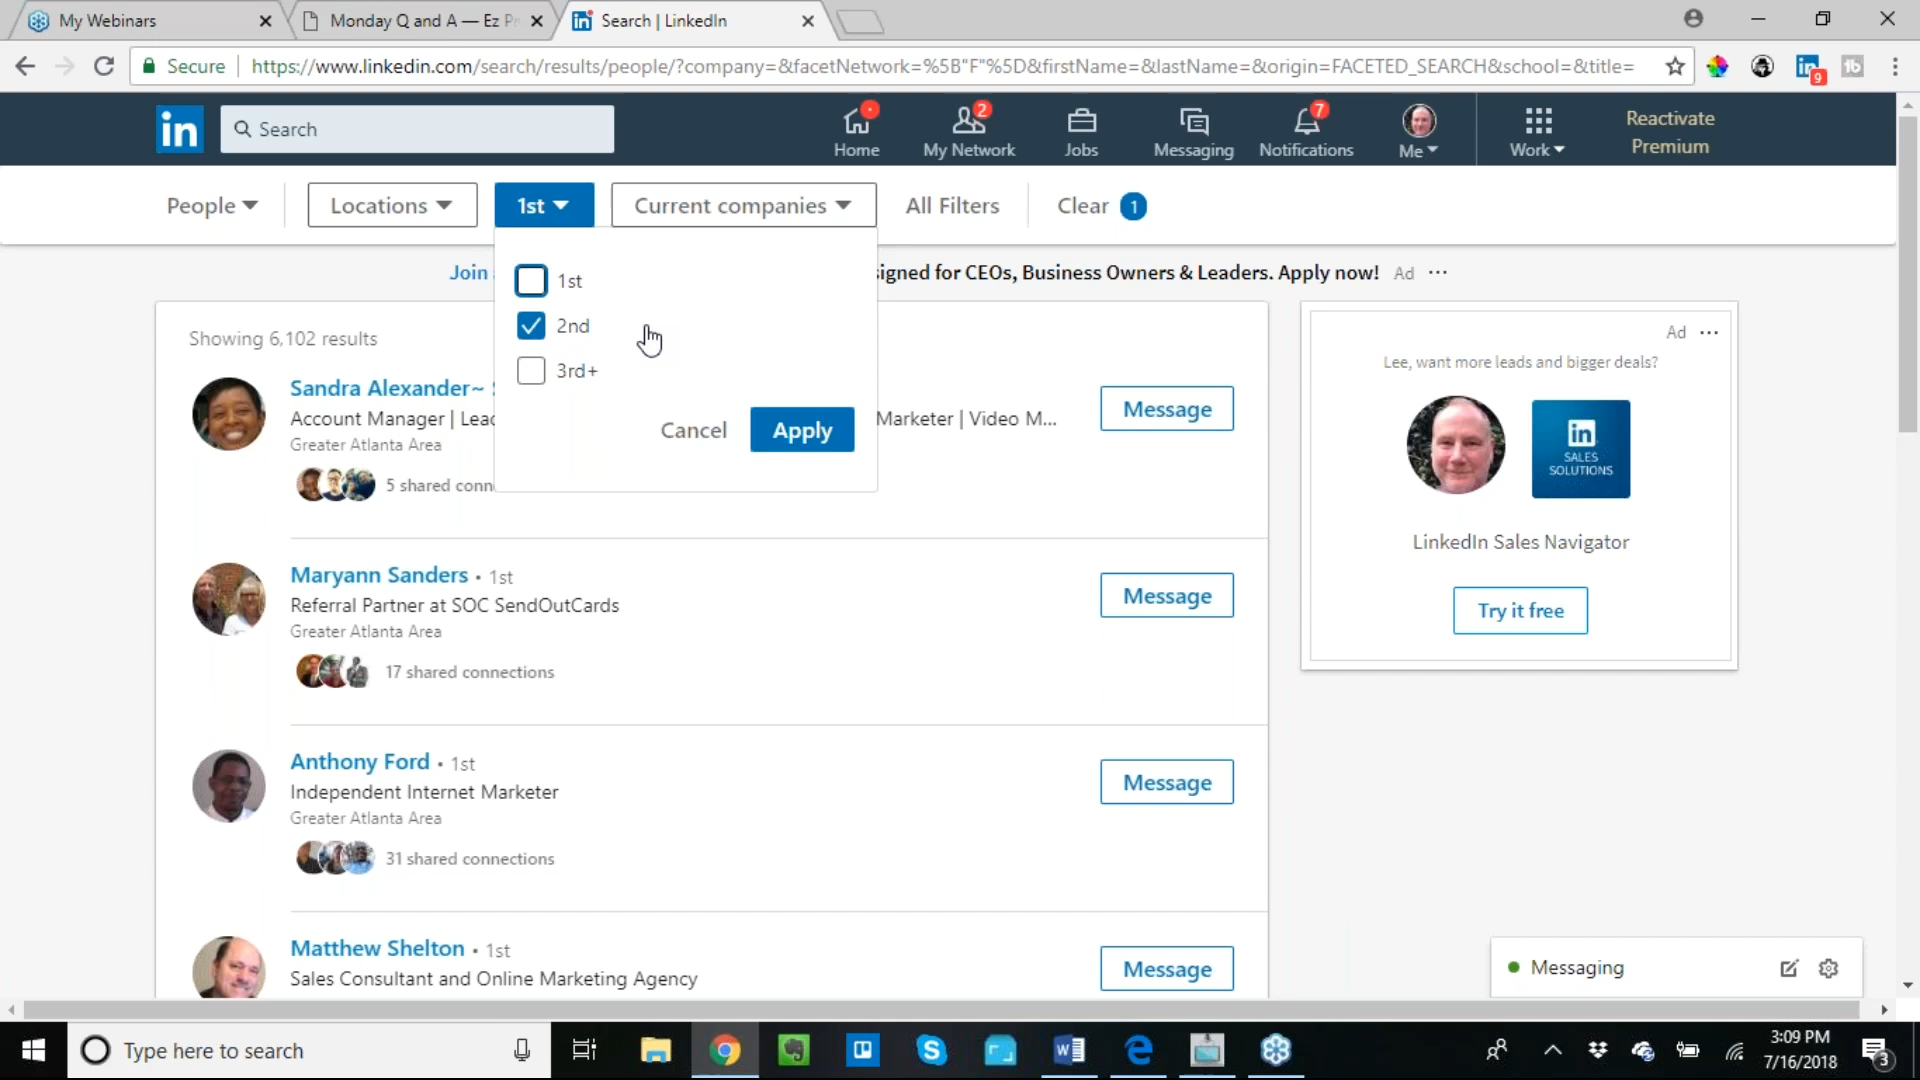 My Webinars
Monday Q and A — Ez Pr
Search | LinkedIn
Secure
https://www.linkedin.com/search/results/people/?company=&facetNetwork=%5B"F"%5D&firstName=&lastName=&origin=FACETED_SEARCH&school=&title=
9
in
Search
Home
2
My Network
Jobs
Messaging
7
Notifications
Me
Work
Reactivate
Premium
People
Locations
1st
Current companies
All Filters
Clear 1
Join
signed for CEOs, Business Owners & Leaders. Apply now! Ad
1st
2nd
3rd+
Cancel
Apply
Showing 6,102 results
Sandra Alexander~
Account Manager | Lead
Marketer | Video M...
Greater Atlanta Area
5 shared conn
Message
Maryann Sanders • 1st
Referral Partner at SOC SendOutCards
Greater Atlanta Area
17 shared connections
Message
Anthony Ford • 1st
Independent Internet Marketer
Greater Atlanta Area
31 shared connections
Message
Matthew Shelton • 1st
Sales Consultant and Online Marketing Agency
Message
Ad
Lee, want more leads and bigger deals?
in
SALES
SOLUTIONS
LinkedIn Sales Navigator
Try it free
Messaging
Type here to search
3:09 PM
7/16/2018
3